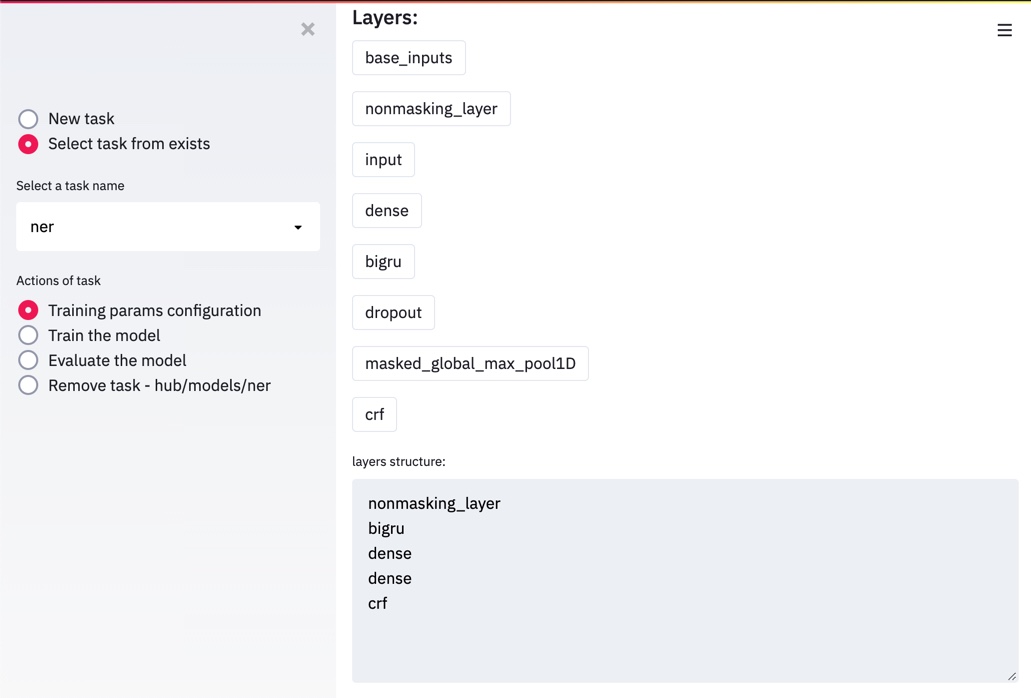 New task
Select task from exists
Select a task name
ner
Actions of task
Training params configuration
Train the model
Evaluate the model
Remove task - hub/models/ner
Layers:
base_inputs
nonmasking_layer
input
dense
bigru
dropout
masked_global_max_pool1D
crf
layers structure:
nonmasking_layer
bigru
dense
dense
crf